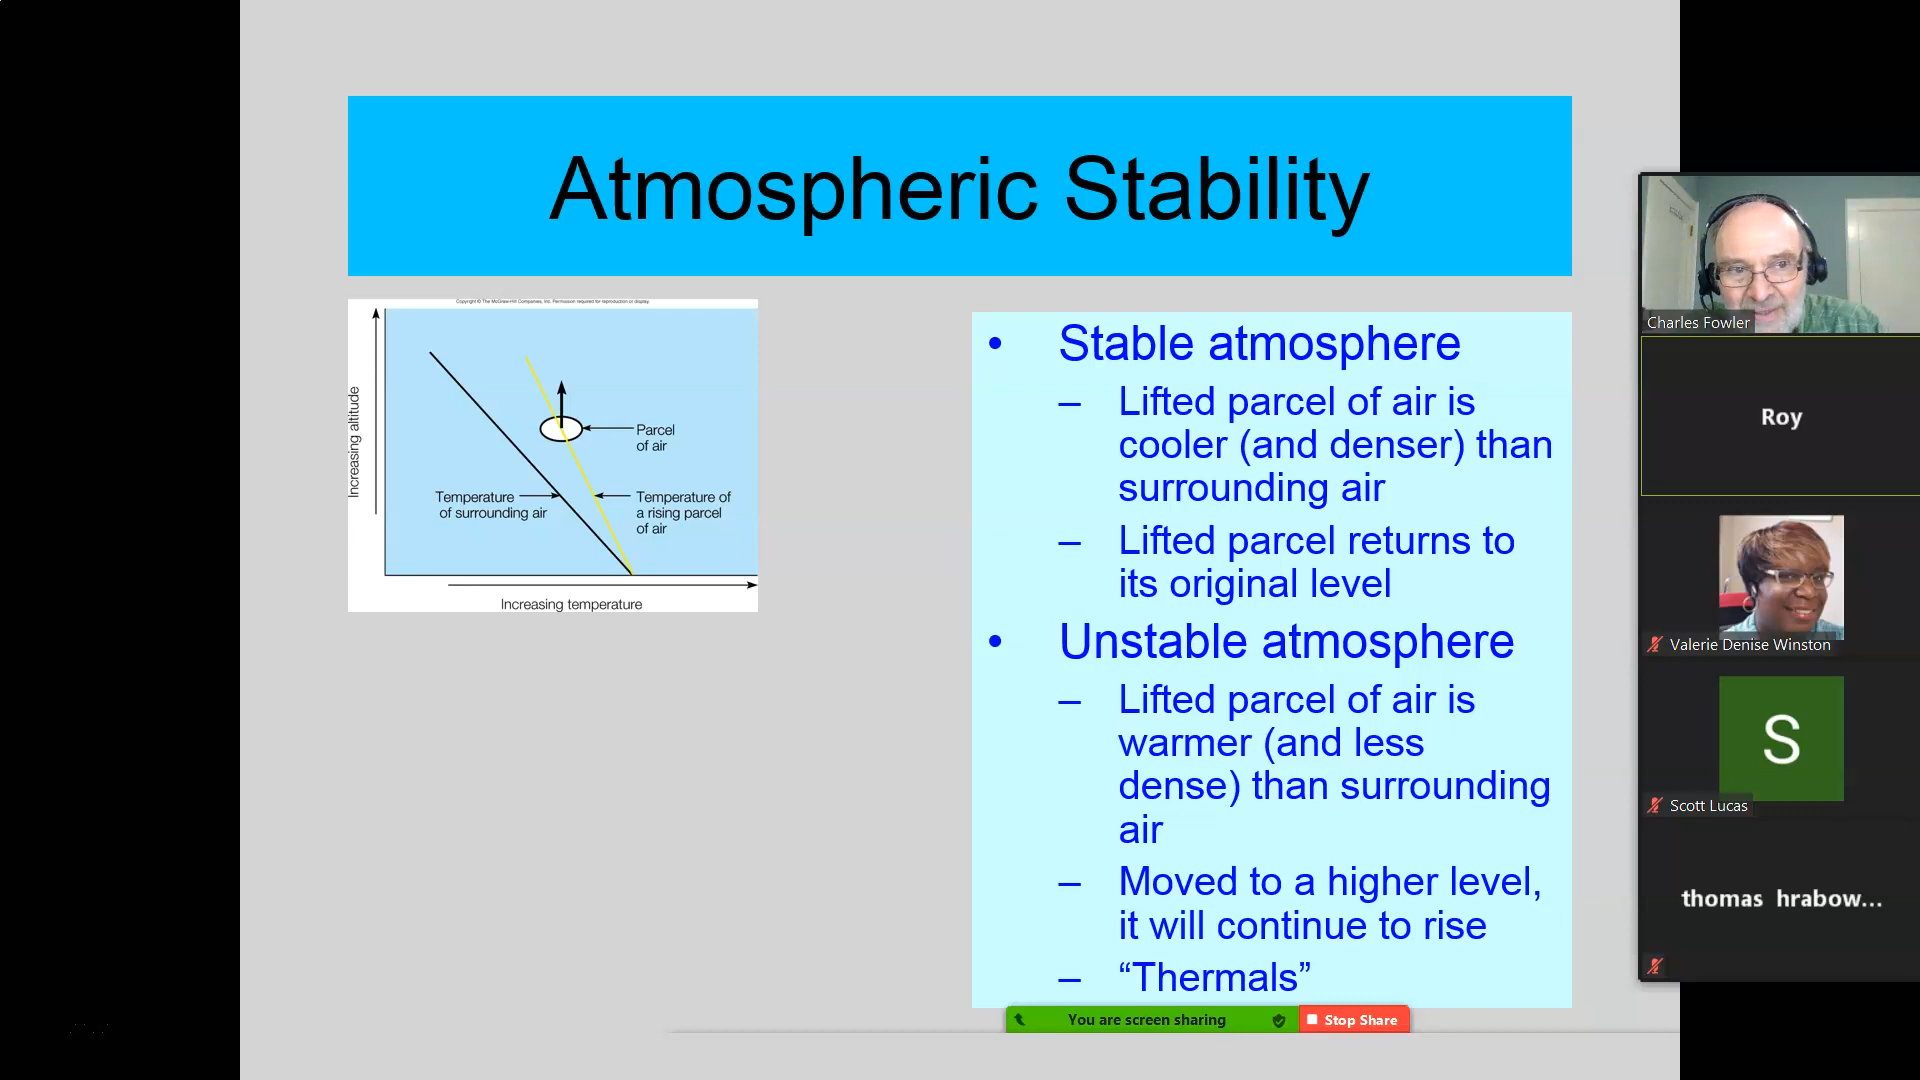 Atmospheric Stability
Copyright © The McGraw-Hill Companies, Inc. Permission required for reproduction or display.
Increasing altitude
Parcel
of air
Temperature
of surrounding air
Temperature of
a rising parcel
of air
Increasing temperature
• Stable atmosphere
– Lifted parcel of air is
cooler (and denser) than
surrounding air
– Lifted parcel returns to
its original level
• Unstable atmosphere
– Lifted parcel of air is
warmer (and less
dense) than surrounding
air
– Moved to a higher level,
it will continue to rise
– “Thermals”
You are screen sharing
Stop Share
Charles Fowler
Roy
Valerie Denise Winston
S
Scott Lucas
thomas hrabow...